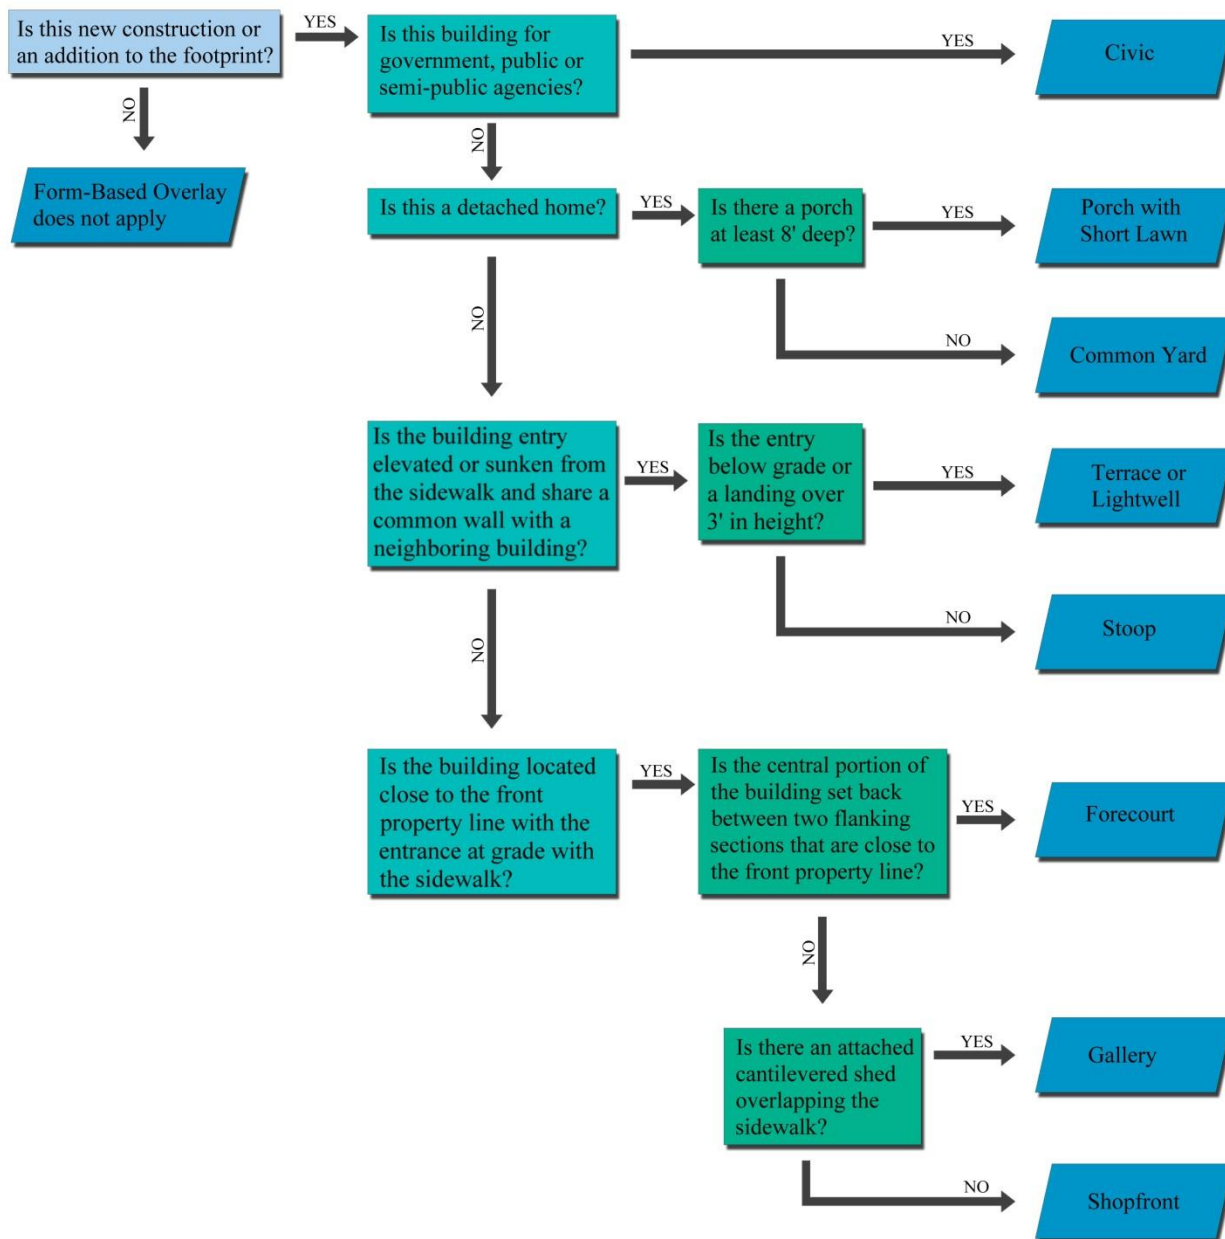 Is this new construction or
an addition to the footprint?
YES
Is this building for
government, public or
semi-public agencies?
YES
Civic
NO
NO
Form-Based Overlay
does not apply
Is this a detached home?
YES
Is there a porch
at least 8' deep?
YES
Porch with
Short Lawn
NO
NO
Common Yard
Is the building entry
elevated or sunken from
the sidewalk and share a
common wall with a
neighboring building?
YES
Is the entry
below grade or
a landing over
3' in height?
YES
Terrace or
Lightwell
NO
NO
Stoop
Is the building located
close to the front
property line with the
entrance at grade with
the sidewalk?
YES
Is the central portion of
the building set back
between two flanking
sections that are close to
the front property line?
YES
Forecourt
NO
Is there an attached
cantilevered shed
overlapping the
sidewalk?
YES
Gallery
NO
Shopfront